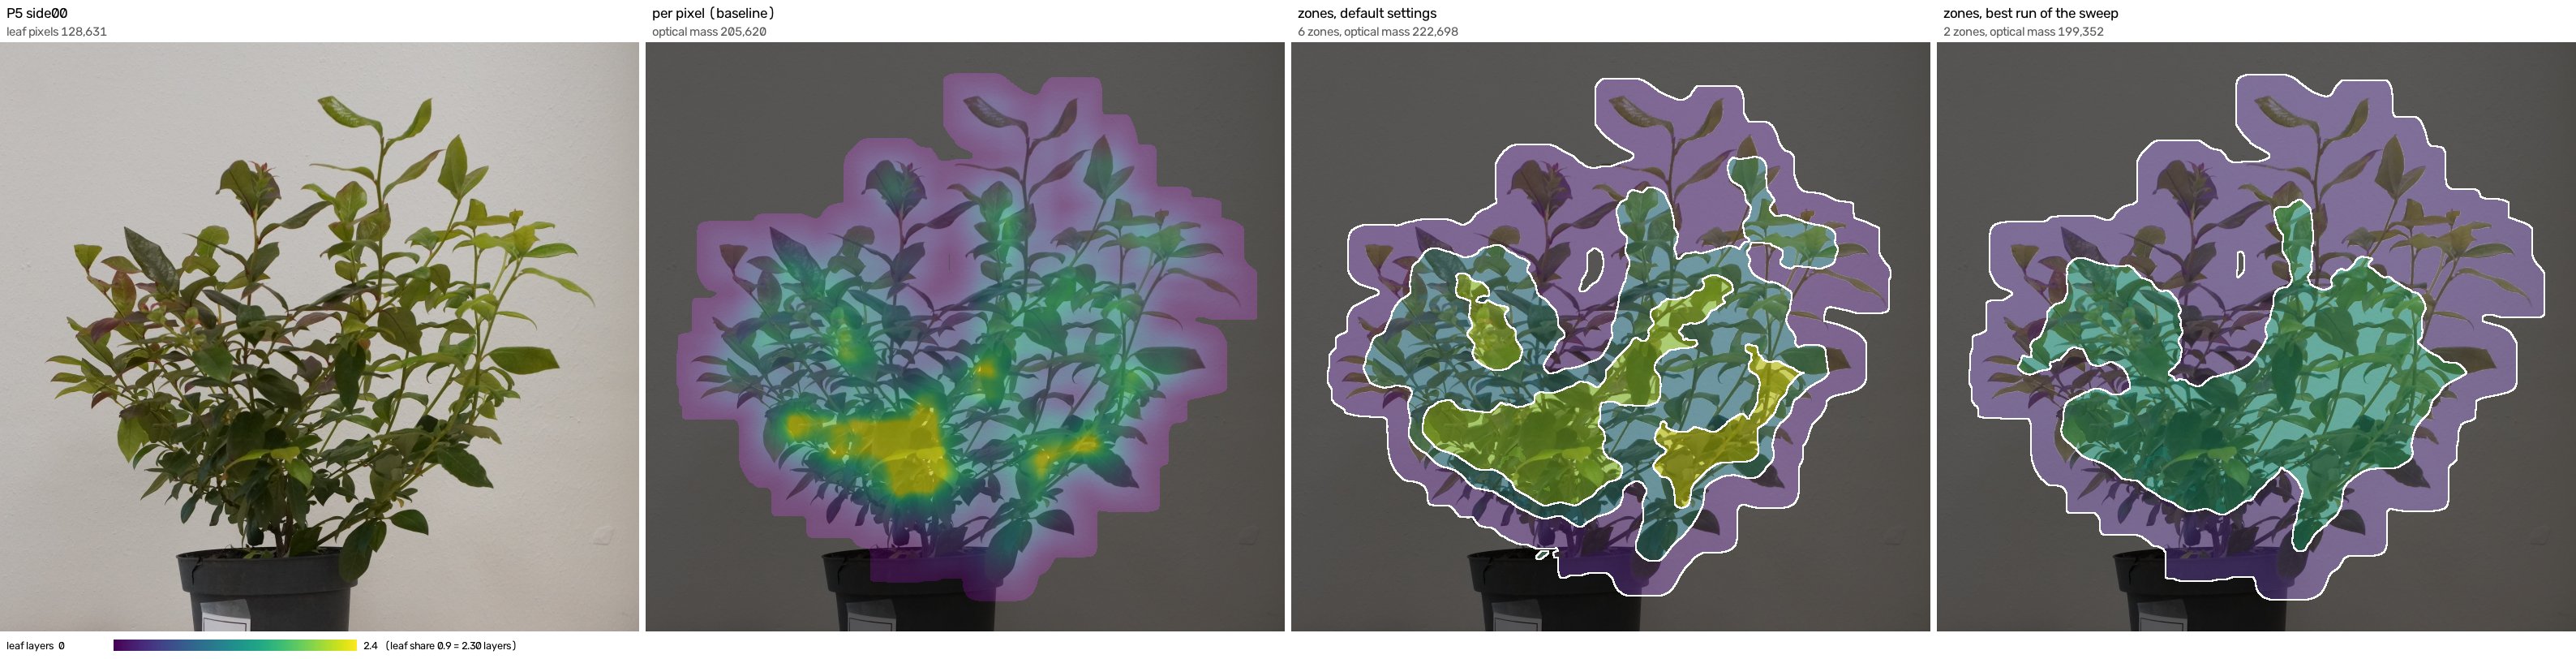 P5 side00
leaf pixels 128,631
per pixel (baseline)
optical mass 205,620
zones, default settings
6 zones, optical mass 222,698
zones, best run of the sweep
2 zones, optical mass 199,352
leaf layers 0
2.4 (leaf share 0.9 = 2.30 layers)